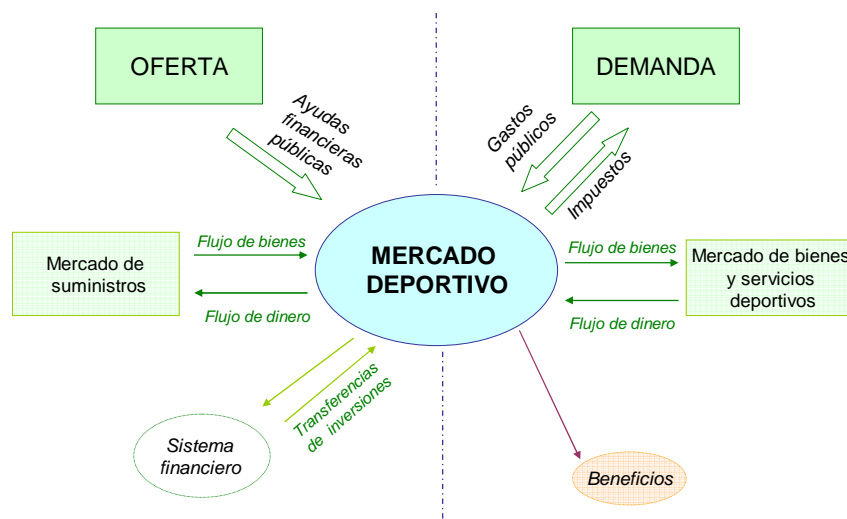 OFERTA
DEMANDA
Ayudas
financieras
públicas
Gastos
públicos
Impuestos
Mercado de
suministros
Flujo de bienes
Flujo de dinero
MERCADO
DEPORTIVO
Flujo de bienes
Flujo de dinero
Mercado de bienes
y servicios
deportivos
Transferencias
de inversiones
Sistema
financiero
Beneficios